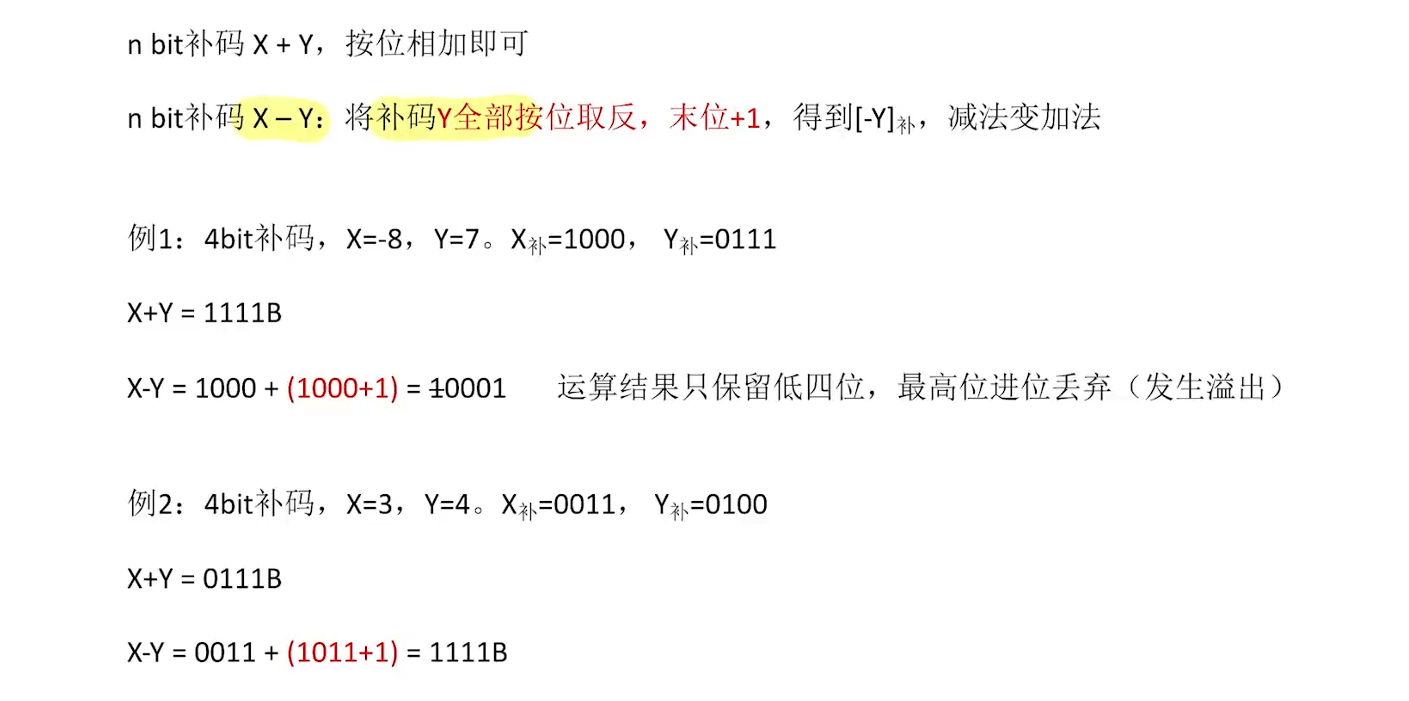 n bit补码 X + Y，按位相加即可
n bit补码 X – Y：将补码Y全部按位取反，末位+1，得到[-Y]补，减法变加法
例1：4bit补码，X=-8，Y=7。X补=1000， Y补=0111
X+Y = 1111B
X-Y = 1000 + (1000+1) = 10001 运算结果只保留低四位，最高位进位丢弃（发生溢出）
例2：4bit补码，X=3，Y=4。X补=0011， Y补=0100
X+Y = 0111B
X-Y = 0011 + (1011+1) = 1111B